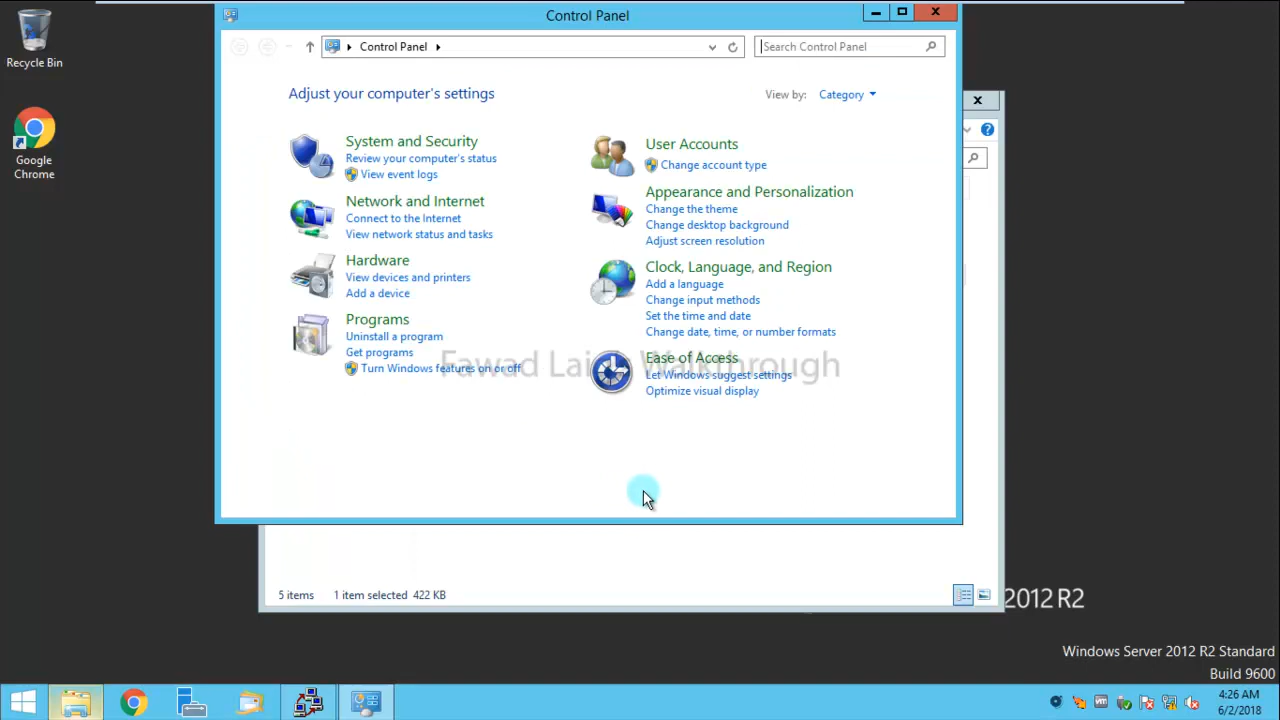 Recycle Bin
Google
Chrome
Control Panel
Control Panel
Search Control Panel
Adjust your computer's settings
View by:
Category
System and Security
Review your computer's status
View event logs
Network and Internet
Connect to the Internet
View network status and tasks
Hardware
View devices and printers
Add a device
Programs
Uninstall a program
Get programs
Turn Windows features on or off
User Accounts
Change account type
Appearance and Personalization
Change the theme
Change desktop background
Adjust screen resolution
Clock, Language, and Region
Add a language
Change input methods
Set the time and date
Change date, time, or number formats
Ease of Access
Let Windows suggest settings
Optimize visual display
Fawad Walkthrough
5 items 1 item selected 422 KB
2012 R2
Windows Server 2012 R2 Standard
Build 9600
4:26 AM
6/2/2018